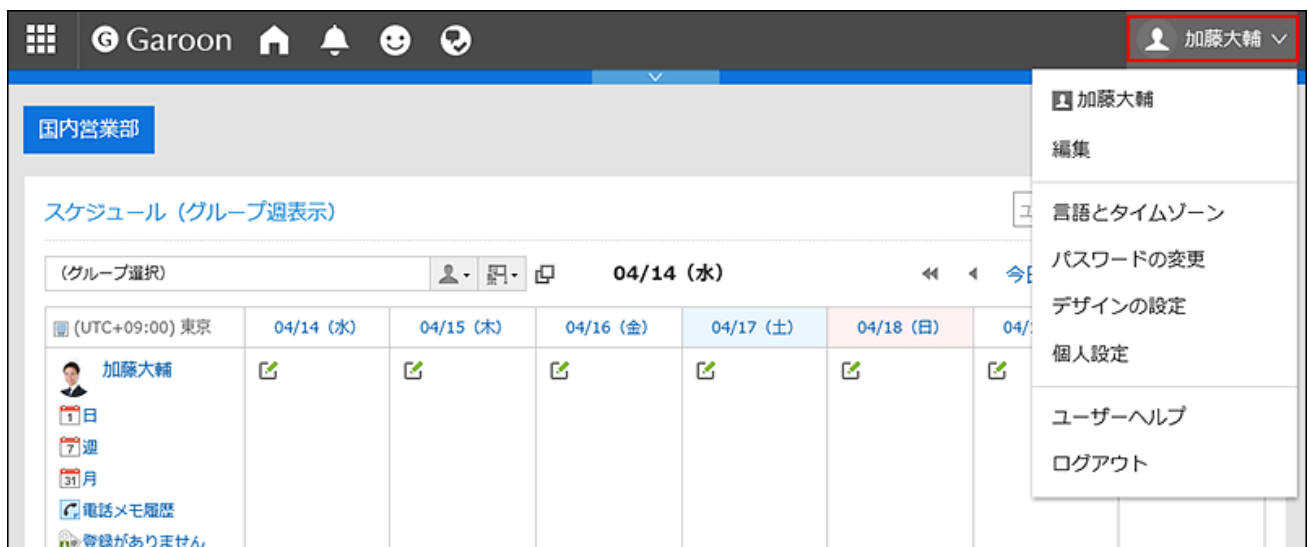 Garoon
加藤大輔
加藤大輔
編集
言語とタイムゾーン
パスワードの変更
デザインの設定
個人設定
ユーザーヘルプ
ログアウト
国内営業部
スケジュール（グループ週表示）
（グループ選択）
04/14（水）
(UTC+09:00) 東京 04/14（水） 04/15（木） 04/16（金） 04/17（土） 04/18（日） 04/
加藤大輔
1 日
7 週
31 月
電話メモ履歴
登録がありません